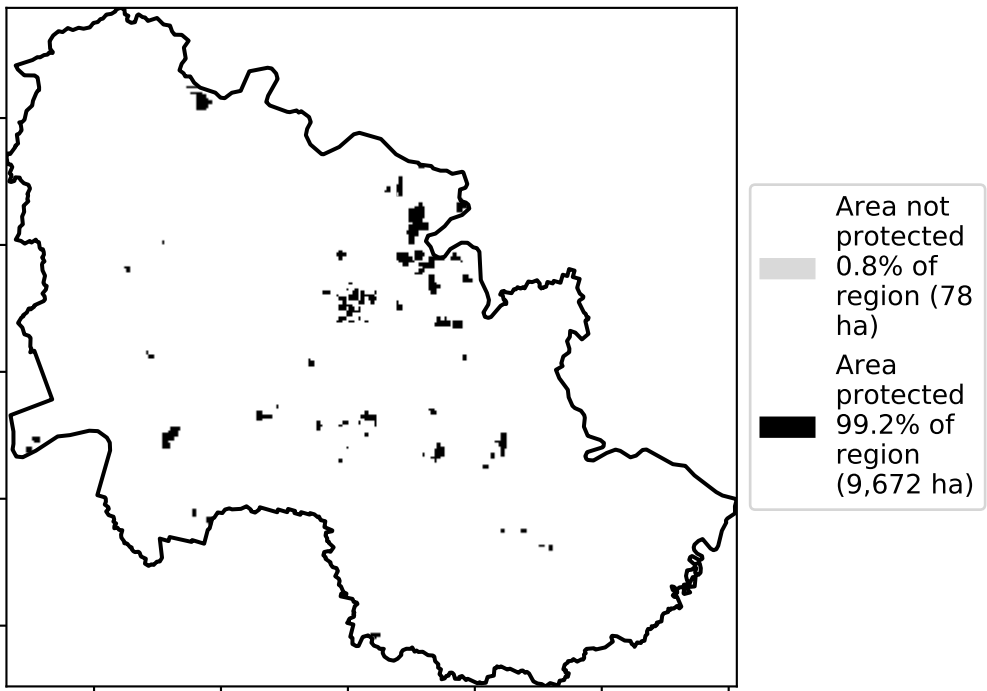 Area not
protected
0.8% of
region (78
ha)
Area
protected
99.2% of
region
(9,672 ha)